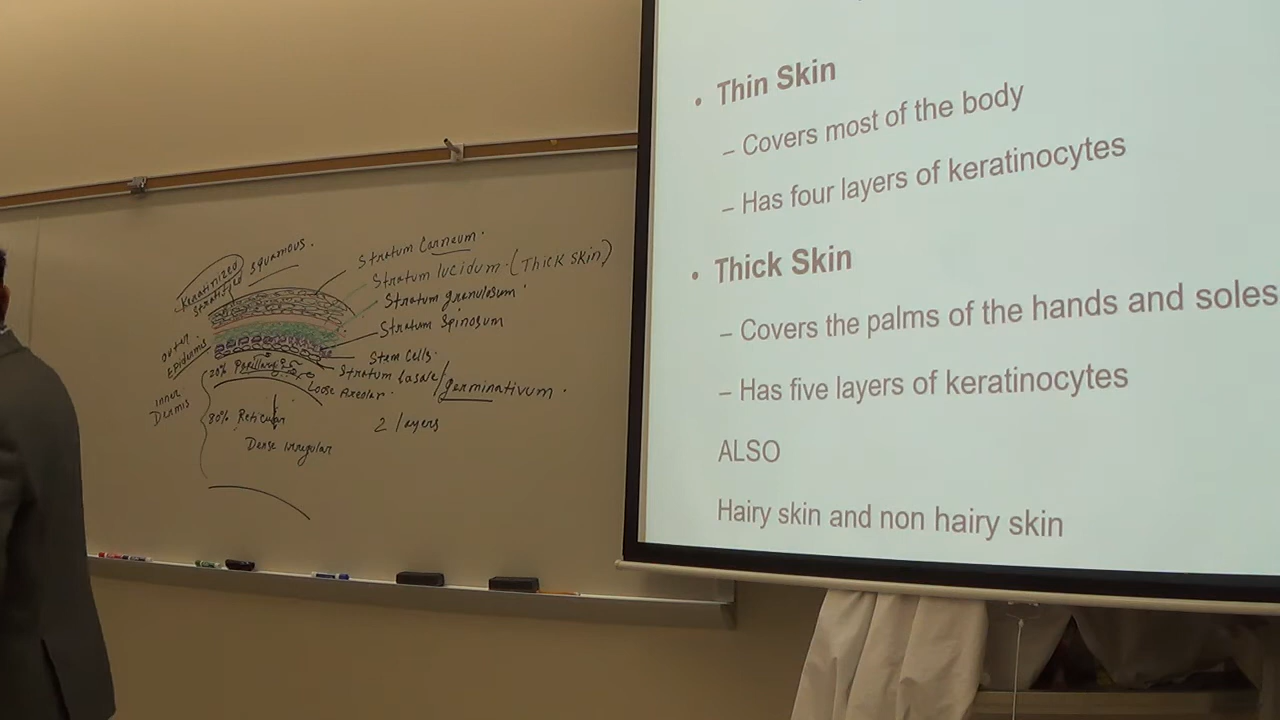 Keratinized
Stratified squamous.
Stratum Corneum.
Stratum lucidum. (Thick skin)
Stratum granulosum
Stratum Spinosum
Stem Cells.
Stratum basale/germinativum.
outer
Epidermis
20% Papillary
Loose Areolar.
inner
Dermis
80% Reticular
2 layers
Dense irregular
• Thin Skin
– Covers most of the body
– Has four layers of keratinocytes
• Thick Skin
– Covers the palms of the hands and soles
– Has five layers of keratinocytes
ALSO
Hairy skin and non hairy skin